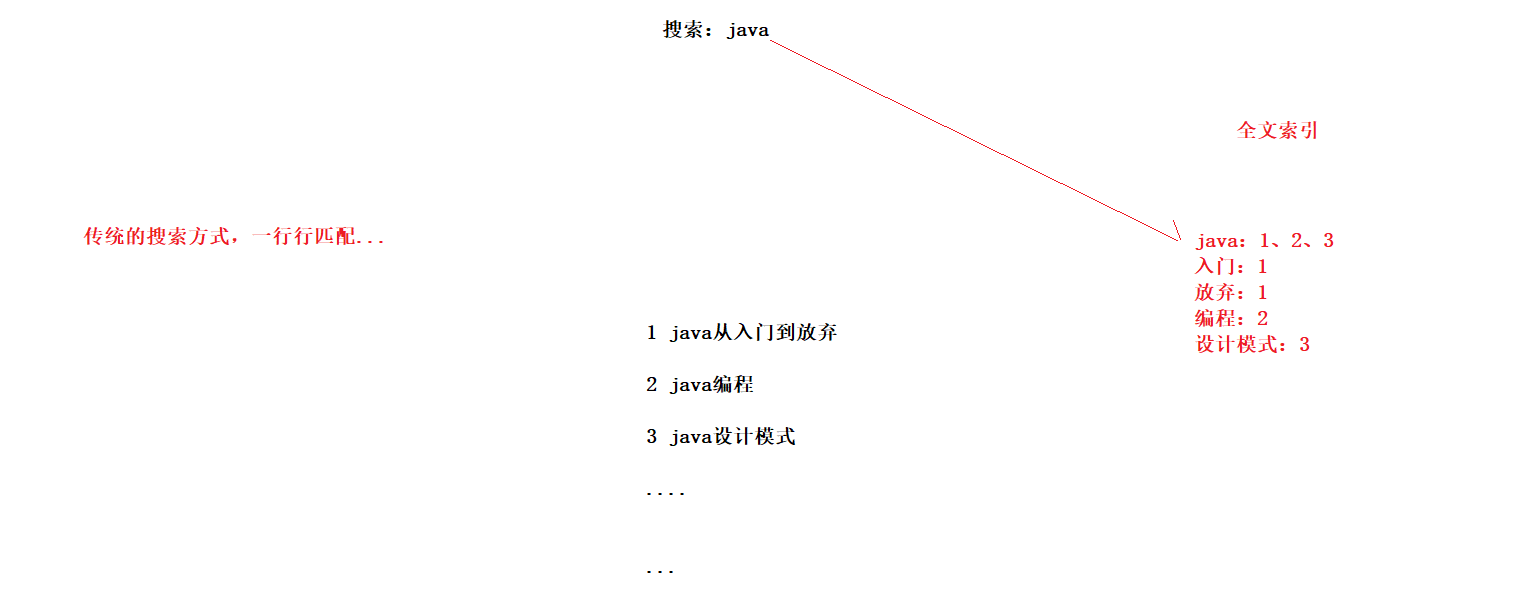 搜索：java
全文索引
传统的搜索方式，一行行匹配...
java：1、2、3
入门：1
放弃：1
编程：2
设计模式：3
1 java从入门到放弃
2 java编程
3 java设计模式
....
...